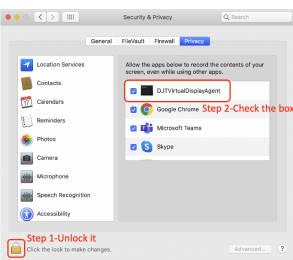 Security & Privacy
Search
General
FileVault
Firewall
Privacy
Location Services
Contacts
Calendars
Reminders
Photos
Camera
Microphone
Speech Recognition
Accessibility
Allow the apps below to record the contents of your
screen, even while using other apps.
DJTVirtualDisplayAgent
Google Chrome
Step 2-Check the box
Microsoft Teams
Skype
Step 1-Unlock it
Click the lock to make changes.
Advanced...
?